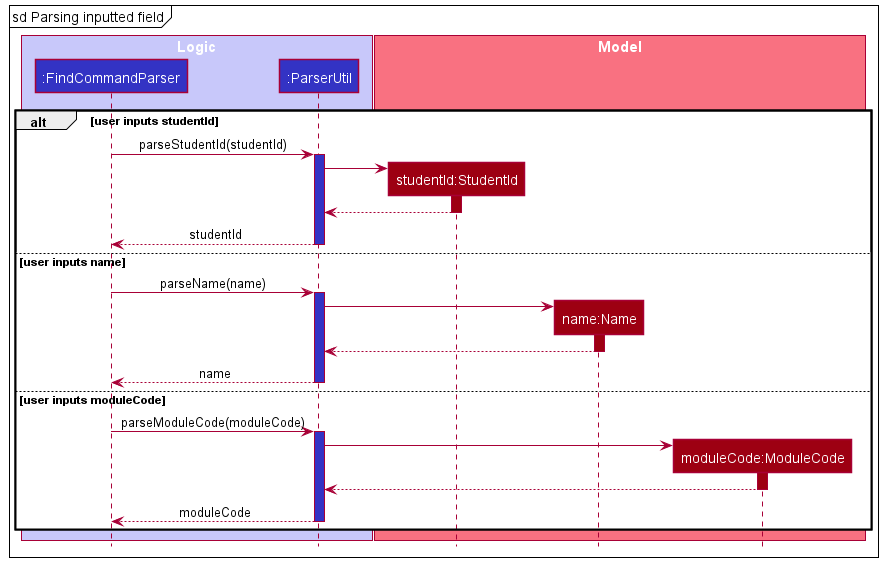 sd Parsing inputted field
Logic
Model
:FindCommandParser
:ParserUtil
alt
[user inputs studentId]
parseStudentId(studentId)
studentId:StudentId
studentId
[user inputs name]
parseName(name)
name:Name
name
[user inputs moduleCode]
parseModuleCode(moduleCode)
moduleCode:ModuleCode
moduleCode